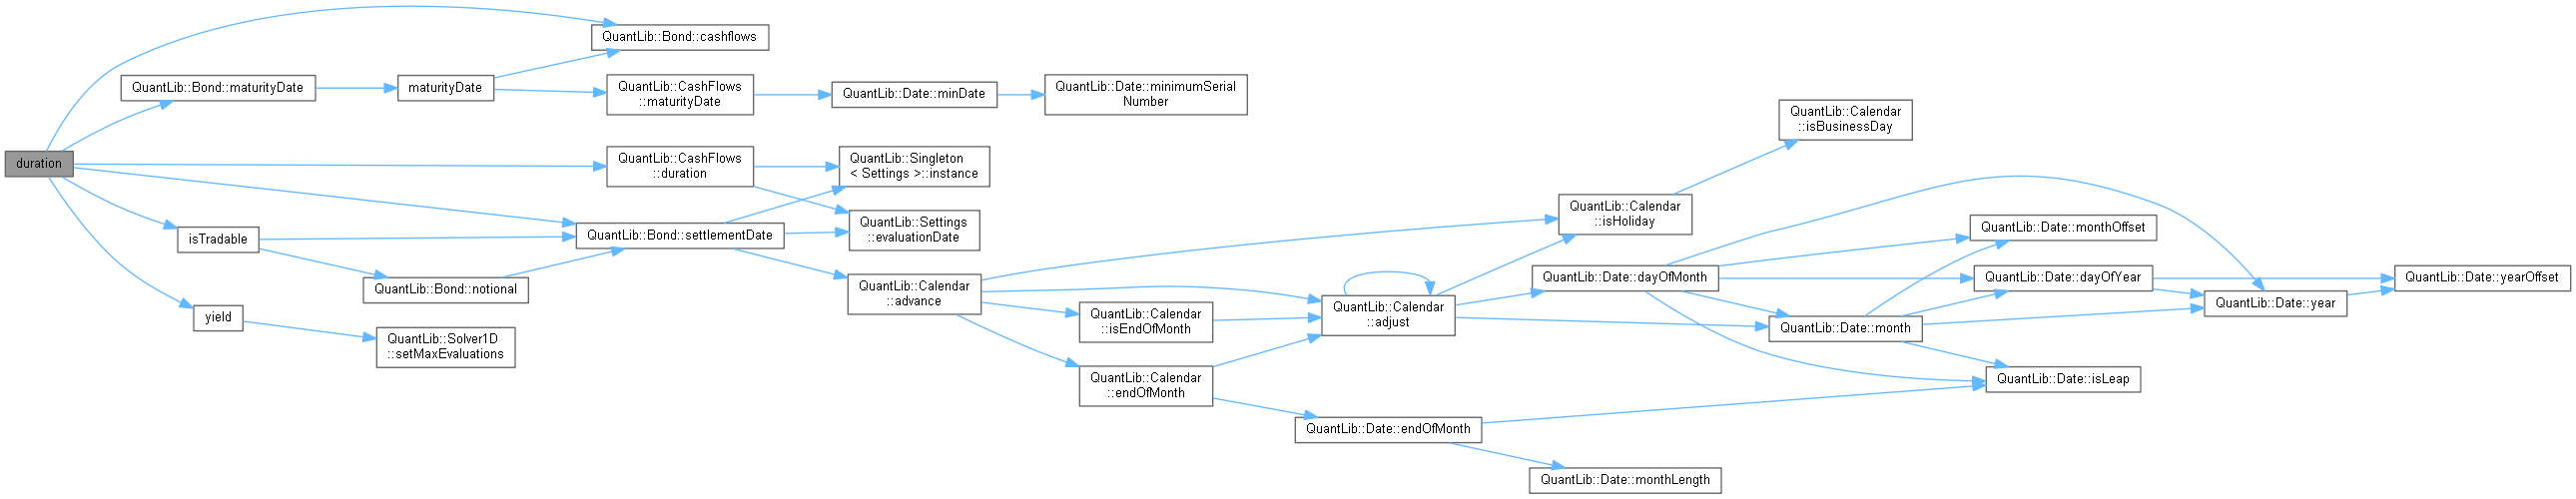 duration
QuantLib::Bond::cashflows
QuantLib::Bond::maturityDate
maturityDate
QuantLib::CashFlows
::maturityDate
QuantLib::Date::minDate
QuantLib::Date::minimumSerial
Number
QuantLib::CashFlows
::duration
QuantLib::Singleton
< Settings >::instance
QuantLib::Settings
::evaluationDate
isTradable
QuantLib::Bond::settlementDate
QuantLib::Bond::notional
yield
QuantLib::Solver1D
::setMaxEvaluations
QuantLib::Calendar
::advance
QuantLib::Calendar
::isEndOfMonth
QuantLib::Calendar
::endOfMonth
QuantLib::Calendar
::adjust
QuantLib::Date::endOfMonth
QuantLib::Calendar
::isHoliday
QuantLib::Calendar
::isBusinessDay
QuantLib::Date::dayOfMonth
QuantLib::Date::month
QuantLib::Date::monthLength
QuantLib::Date::monthOffset
QuantLib::Date::dayOfYear
QuantLib::Date::isLeap
QuantLib::Date::year
QuantLib::Date::yearOffset